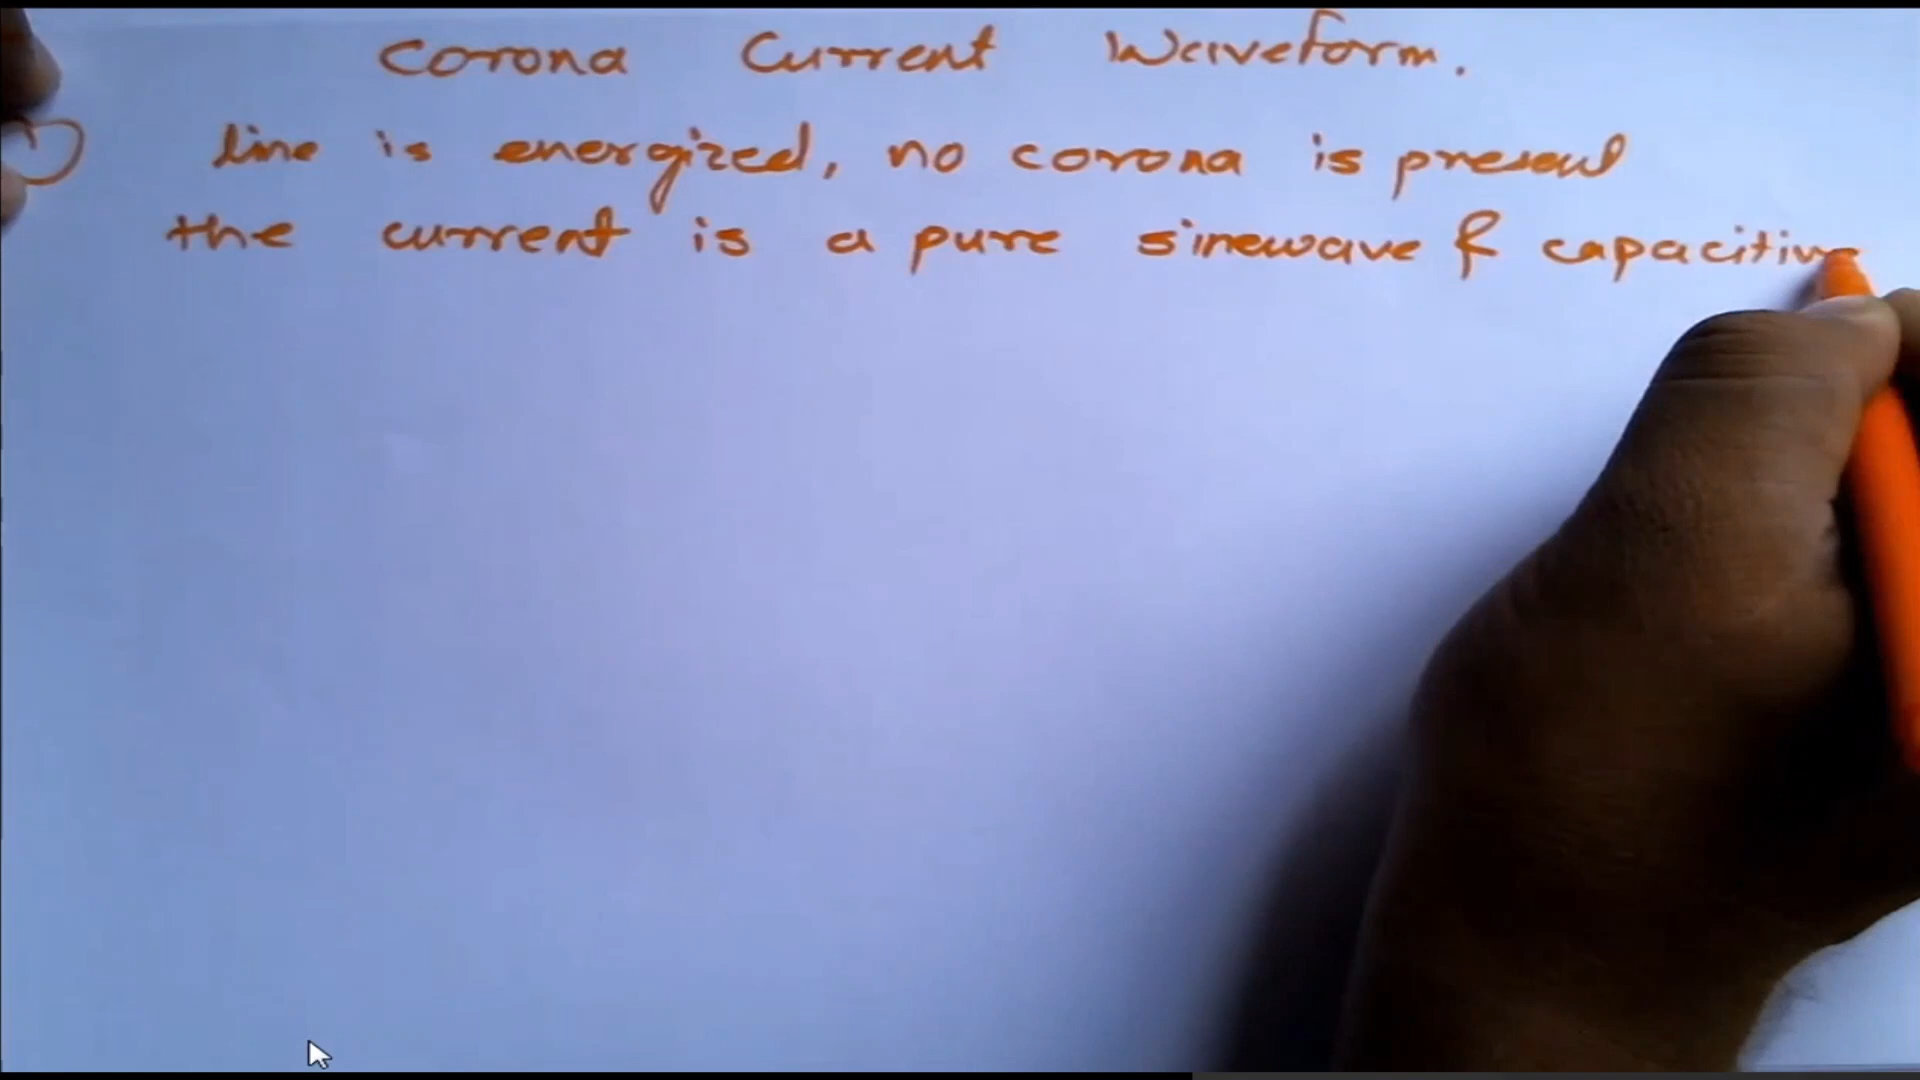 Corona Current Waveform.
line is energized, no corona is present
the current is a pure sinewave & capacitive